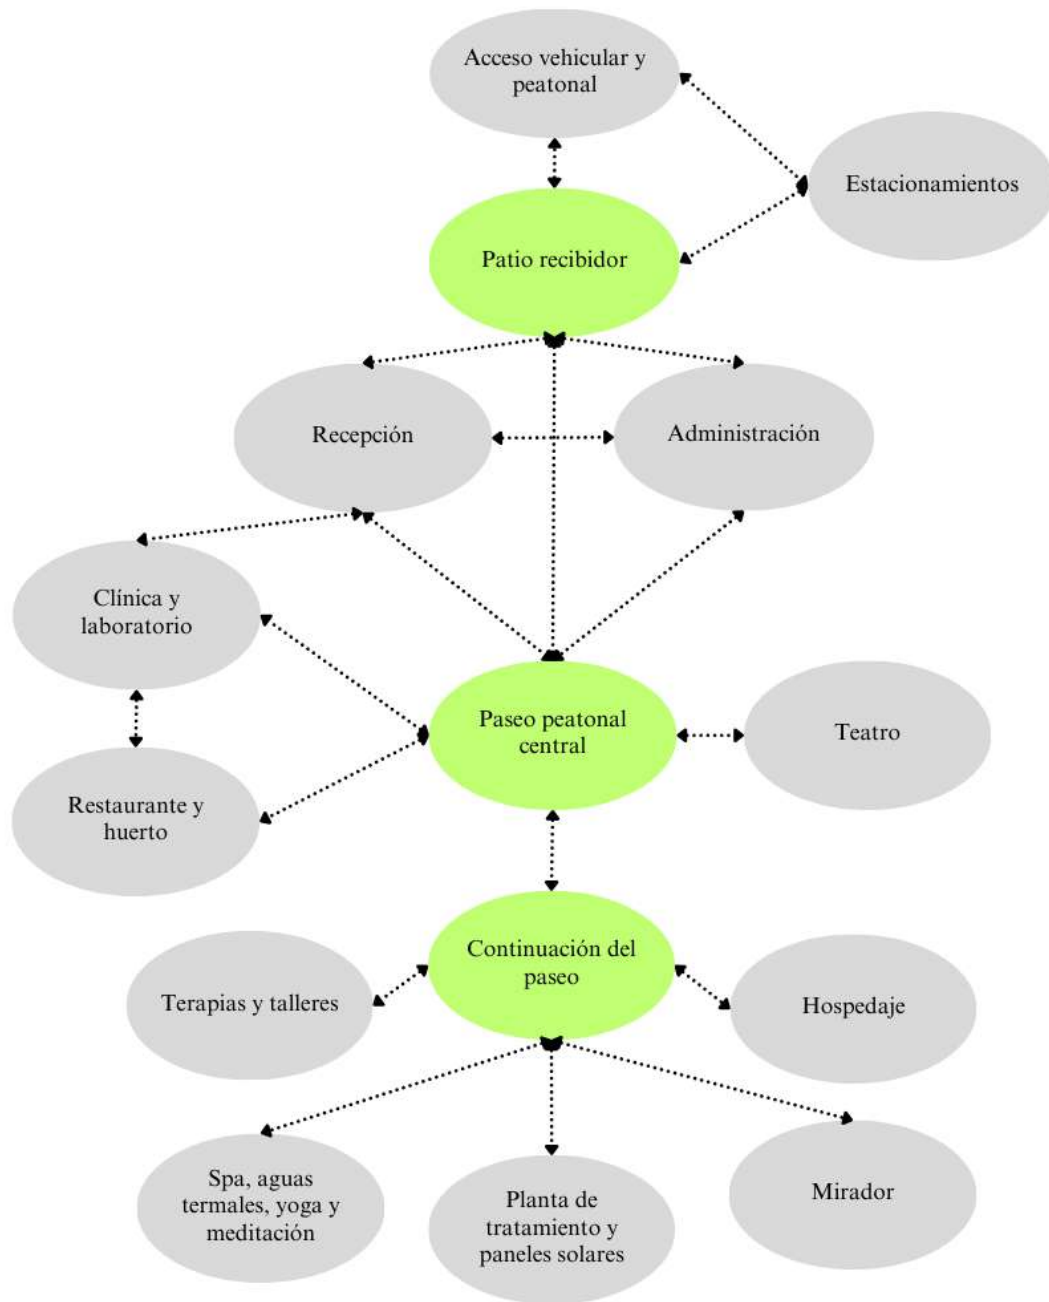 Acceso vehicular y
peatonal
Estacionamientos
Patio recibidor
Recepción
Administración
Clínica y
laboratorio
Paseo peatonal
central
Teatro
Restaurante y
huerto
Continuación del
paseo
Terapias y talleres
Hospedaje
Spa, aguas
termales, yoga y
meditación
Planta de
tratamiento y
paneles solares
Mirador